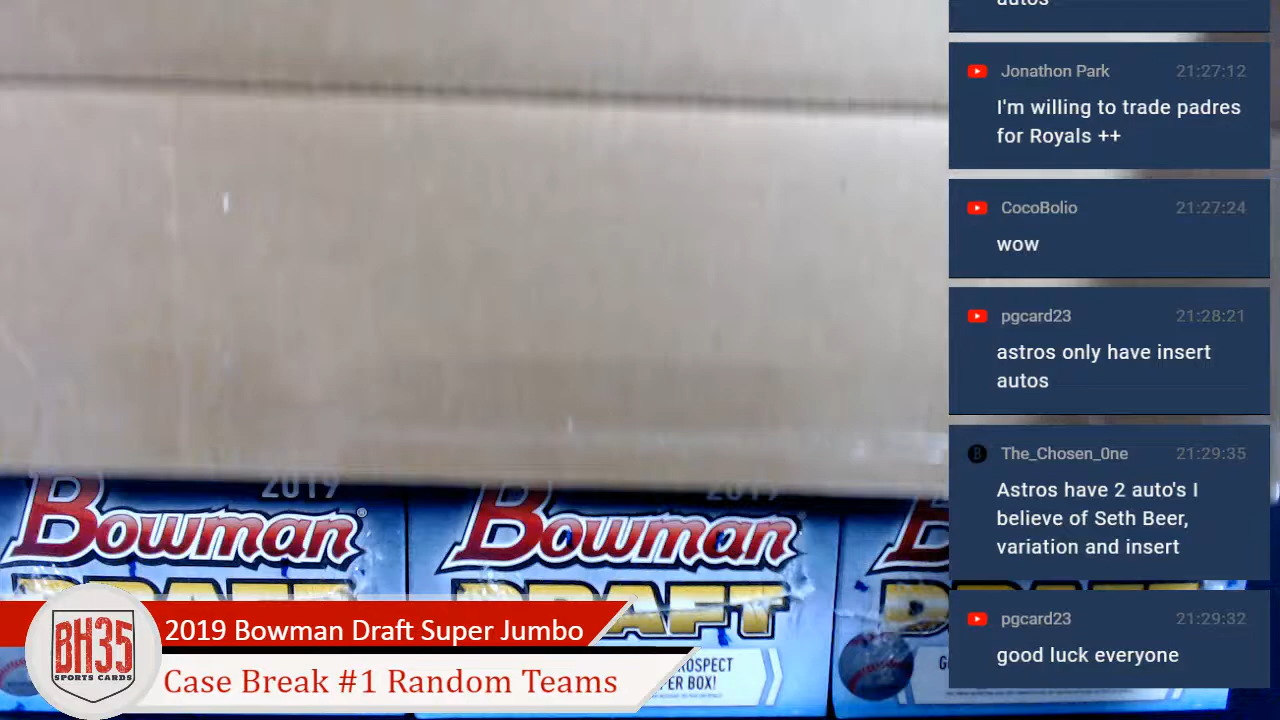 autos
Jonathon Park 21:27:12
I'm willing to trade padres
for Royals ++
CocoBolio 21:27:24
wow
pgcard23 21:28:21
astros only have insert
autos
The_Chosen_0ne 21:29:35
Astros have 2 auto's I
believe of Seth Beer,
variation and insert
pgcard23 21:29:32
good luck everyone
2019 2019
Bowman® Bowman
DRAFT DRAFT
PROSPECT
PER BOX!
BH35
SPORTS CARDS
2019 Bowman Draft Super Jumbo
Case Break #1 Random Teams